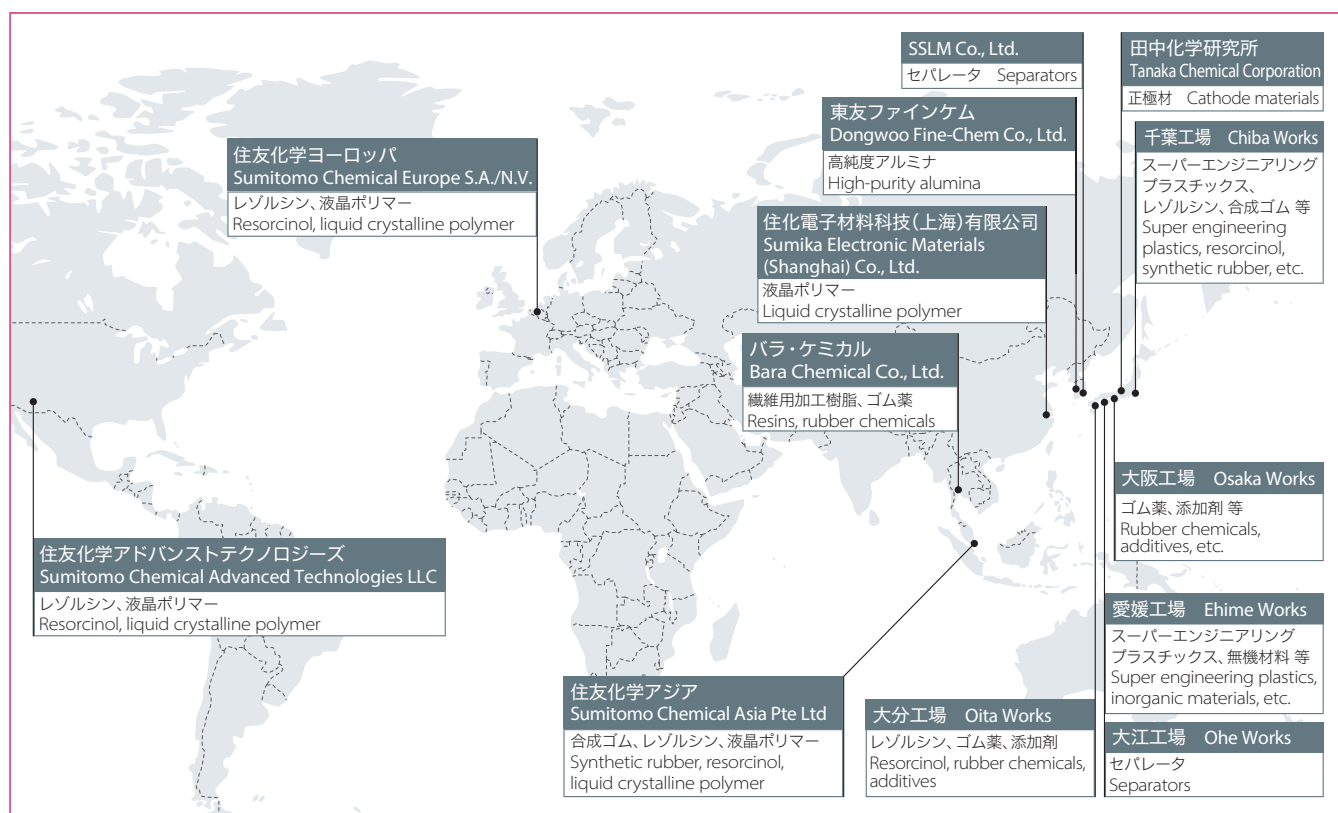 SSLM Co., Ltd.
セパレータ Separators
田中化学研究所
Tanaka Chemical Corporation
正極材 Cathode materials
東友ファインケム
Dongwoo Fine-Chem Co., Ltd.
高純度アルミナ
High-purity alumina
千葉工場 Chiba Works
スーパーエンジニアリング
プラスチックス、
レゾルシン、合成ゴム 等
Super engineering
plastics, resorcinol,
synthetic rubber, etc.
住友化学ヨーロッパ
Sumitomo Chemical Europe S.A./N.V.
レゾルシン、液晶ポリマー
Resorcinol, liquid crystalline polymer
住化電子材料科技(上海)有限公司
Sumika Electronic Materials
(Shanghai) Co., Ltd.
液晶ポリマー
Liquid crystalline polymer
バラ・ケミカル
Bara Chemical Co., Ltd.
繊維用加工樹脂、ゴム薬
Resins, rubber chemicals
大阪工場 Osaka Works
ゴム薬、添加剤 等
Rubber chemicals,
additives, etc.
住友化学アドバンストテクノロジーズ
Sumitomo Chemical Advanced Technologies LLC
レゾルシン、液晶ポリマー
Resorcinol, liquid crystalline polymer
愛媛工場 Ehime Works
スーパーエンジニアリング
プラスチックス、無機材料 等
Super engineering plastics,
inorganic materials, etc.
住友化学アジア
Sumitomo Chemical Asia Pte Ltd
合成ゴム、レゾルシン、液晶ポリマー
Synthetic rubber, resorcinol,
liquid crystalline polymer
大分工場 Oita Works
レゾルシン、ゴム薬、添加剤
Resorcinol, rubber chemicals,
additives
大江工場 Ohe Works
セパレータ
Separators